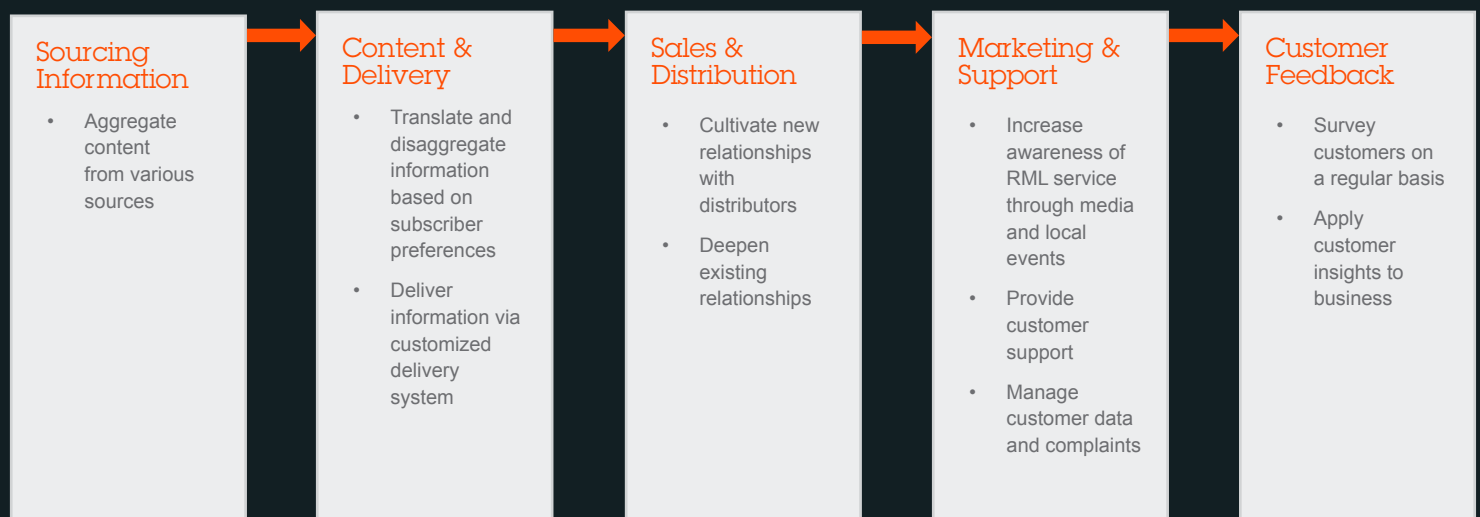 Sourcing
Information
• Aggregate
content
from various
sources
Content &
Delivery
• Translate and
disaggregate
information
based on
subscriber
preferences
• Deliver
information via
customized
delivery
system
Sales &
Distribution
• Cultivate new
relationships
with
distributors
• Deepen
existing
relationships
Marketing &
Support
• Increase
awareness of
RML service
through media
and local
events
• Provide
customer
support
• Manage
customer data
and complaints
Customer
Feedback
• Survey
customers on
a regular basis
• Apply
customer
insights to
business